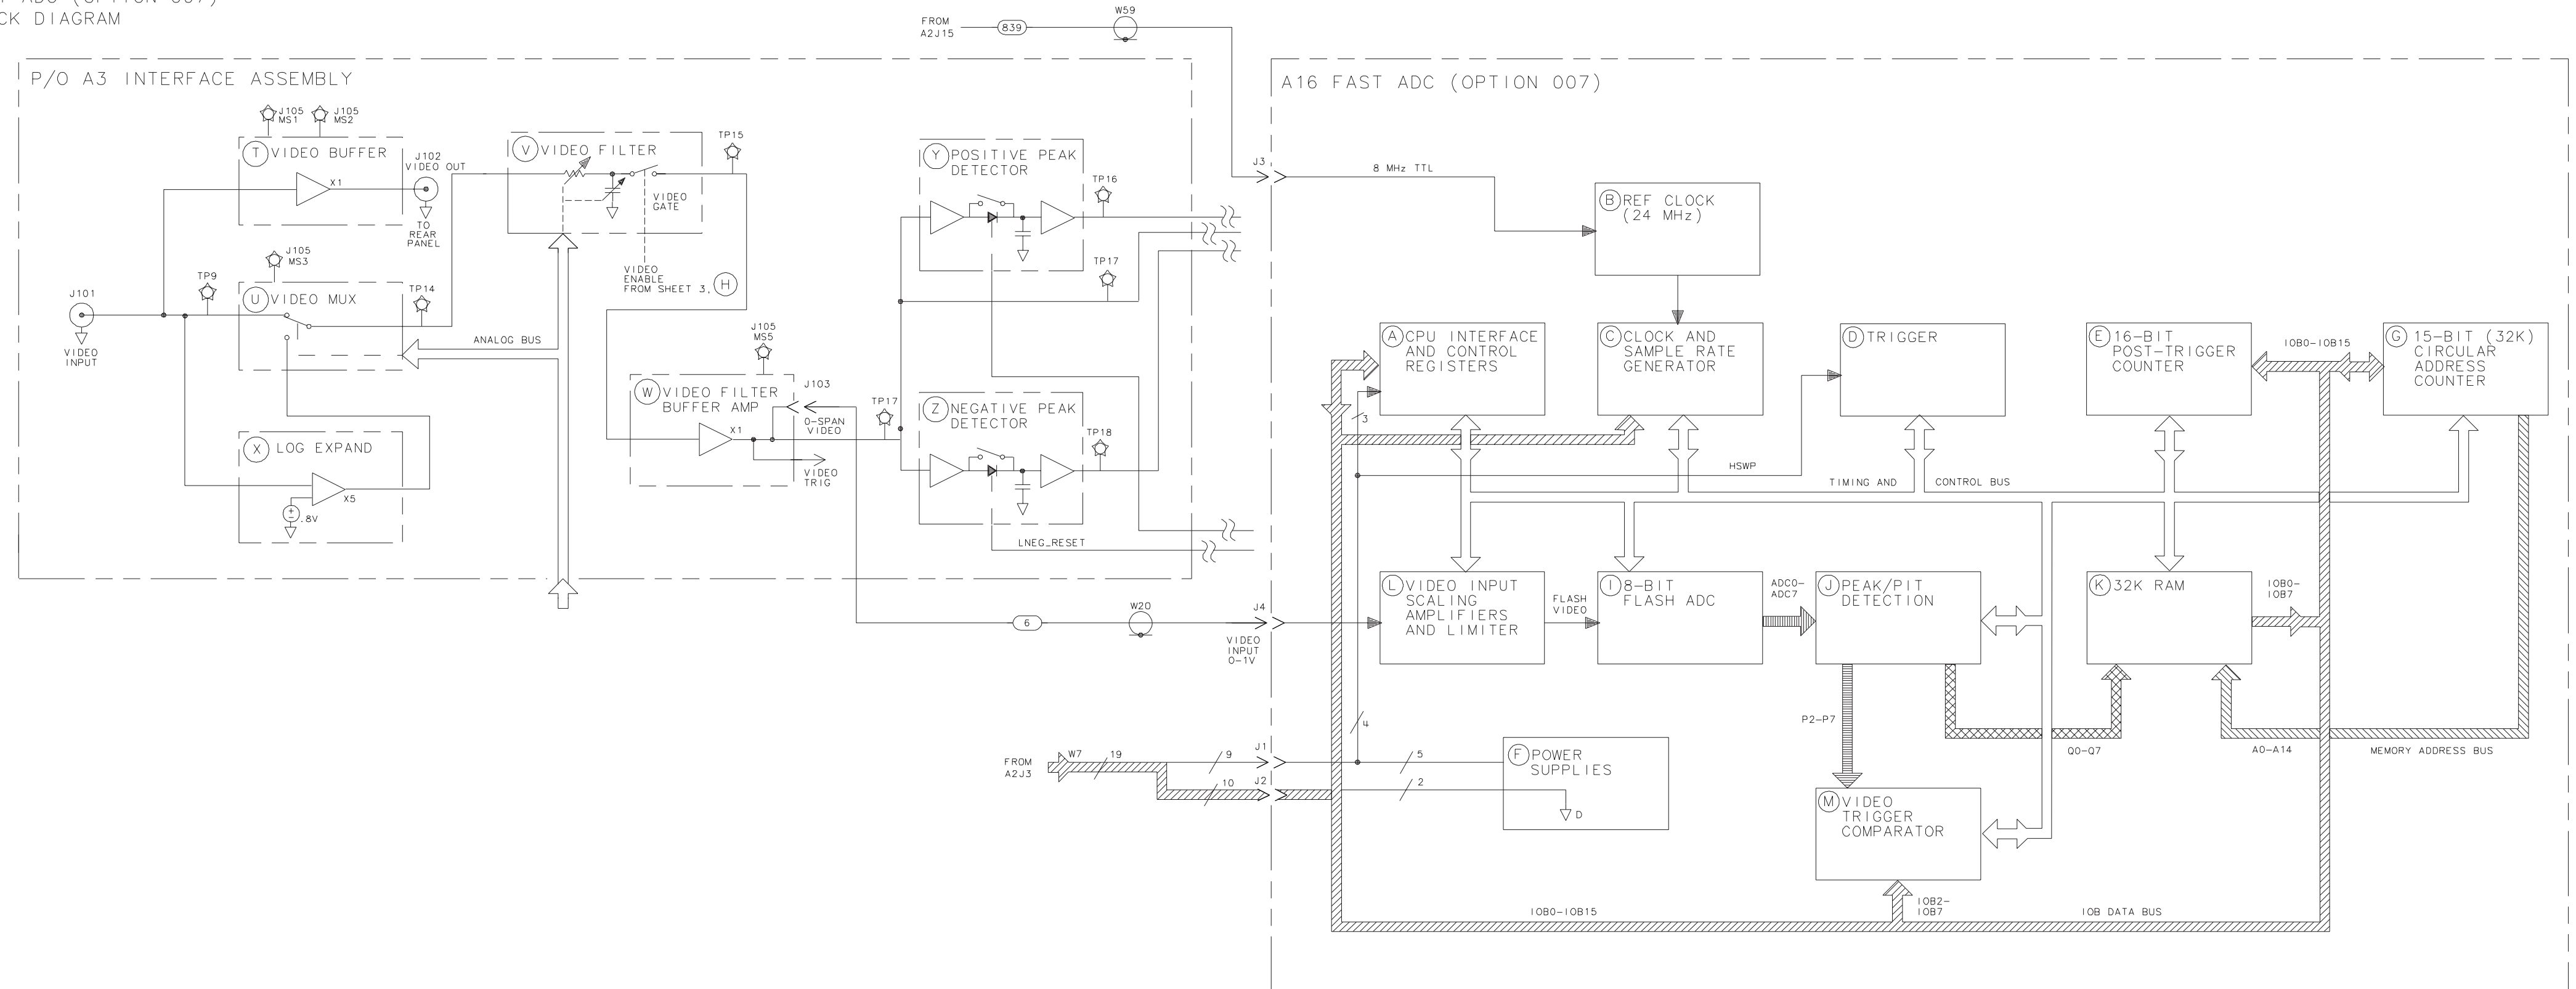 ADC (OPTION 007)
CK DIAGRAM
P/O A3 INTERFACE ASSEMBLY
J105
MS1
J105
MS2
T VIDEO BUFFER
X1
J102
VIDEO OUT
TO
REAR
PANEL
J105
MS3
TP9
J101
VIDEO
INPUT
U VIDEO MUX
TP14
ANALOG BUS
X LOG EXPAND
X5
.8V
V VIDEO FILTER
VIDEO
GATE
TP15
VIDEO
ENABLE
FROM SHEET 3, H
J105
MS5
W VIDEO FILTER
BUFFER AMP
X1
J103
0-SPAN
VIDEO
VIDEO
TRIG
TP17
Y POSITIVE PEAK
DETECTOR
TP16
TP17
Z NEGATIVE PEAK
DETECTOR
TP18
LNEG_RESET
FROM
A2J15
839
W59
A16 FAST ADC (OPTION 007)
J3
8 MHz TTL
B REF CLOCK
(24 MHz)
A CPU INTERFACE
AND CONTROL
REGISTERS
3
C CLOCK AND
SAMPLE RATE
GENERATOR
D TRIGGER
E 16-BIT
POST-TRIGGER
COUNTER
IOB0-IOB15
G 15-BIT (32K)
CIRCULAR
ADDRESS
COUNTER
HSWP
TIMING AND CONTROL BUS
6
W20
J4
VIDEO
INPUT
0-1V
L VIDEO INPUT
SCALING
AMPLIFIERS
AND LIMITER
FLASH
VIDEO
I 8-BIT
FLASH ADC
ADC0-
ADC7
J PEAK/PIT
DETECTION
K 32K RAM
IOB0-
IOB7
4
P2-P7
Q0-Q7
A0-A14
MEMORY ADDRESS BUS
FROM
A2J3
W7
19
9
J1
10
J2
5
2
F POWER
SUPPLIES
D
M VIDEO
TRIGGER
COMPARATOR
IOB0-IOB15
IOB2-
IOB7
IOB DATA BUS